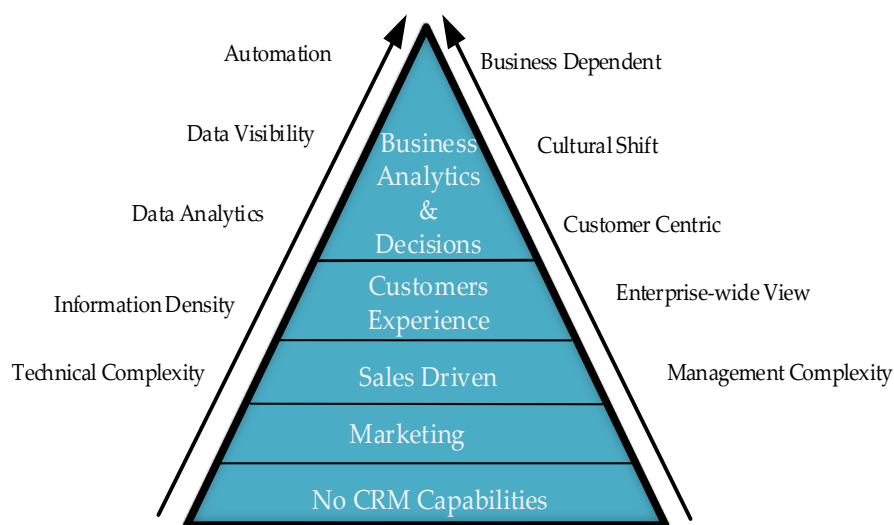 Automation
Business Dependent
Data Visibility
Business
Analytics
&
Decisions
Cultural Shift
Data Analytics
Customer Centric
Customers
Experience
Information Density
Enterprise-wide View
Technical Complexity
Sales Driven
Management Complexity
Marketing
No CRM Capabilities